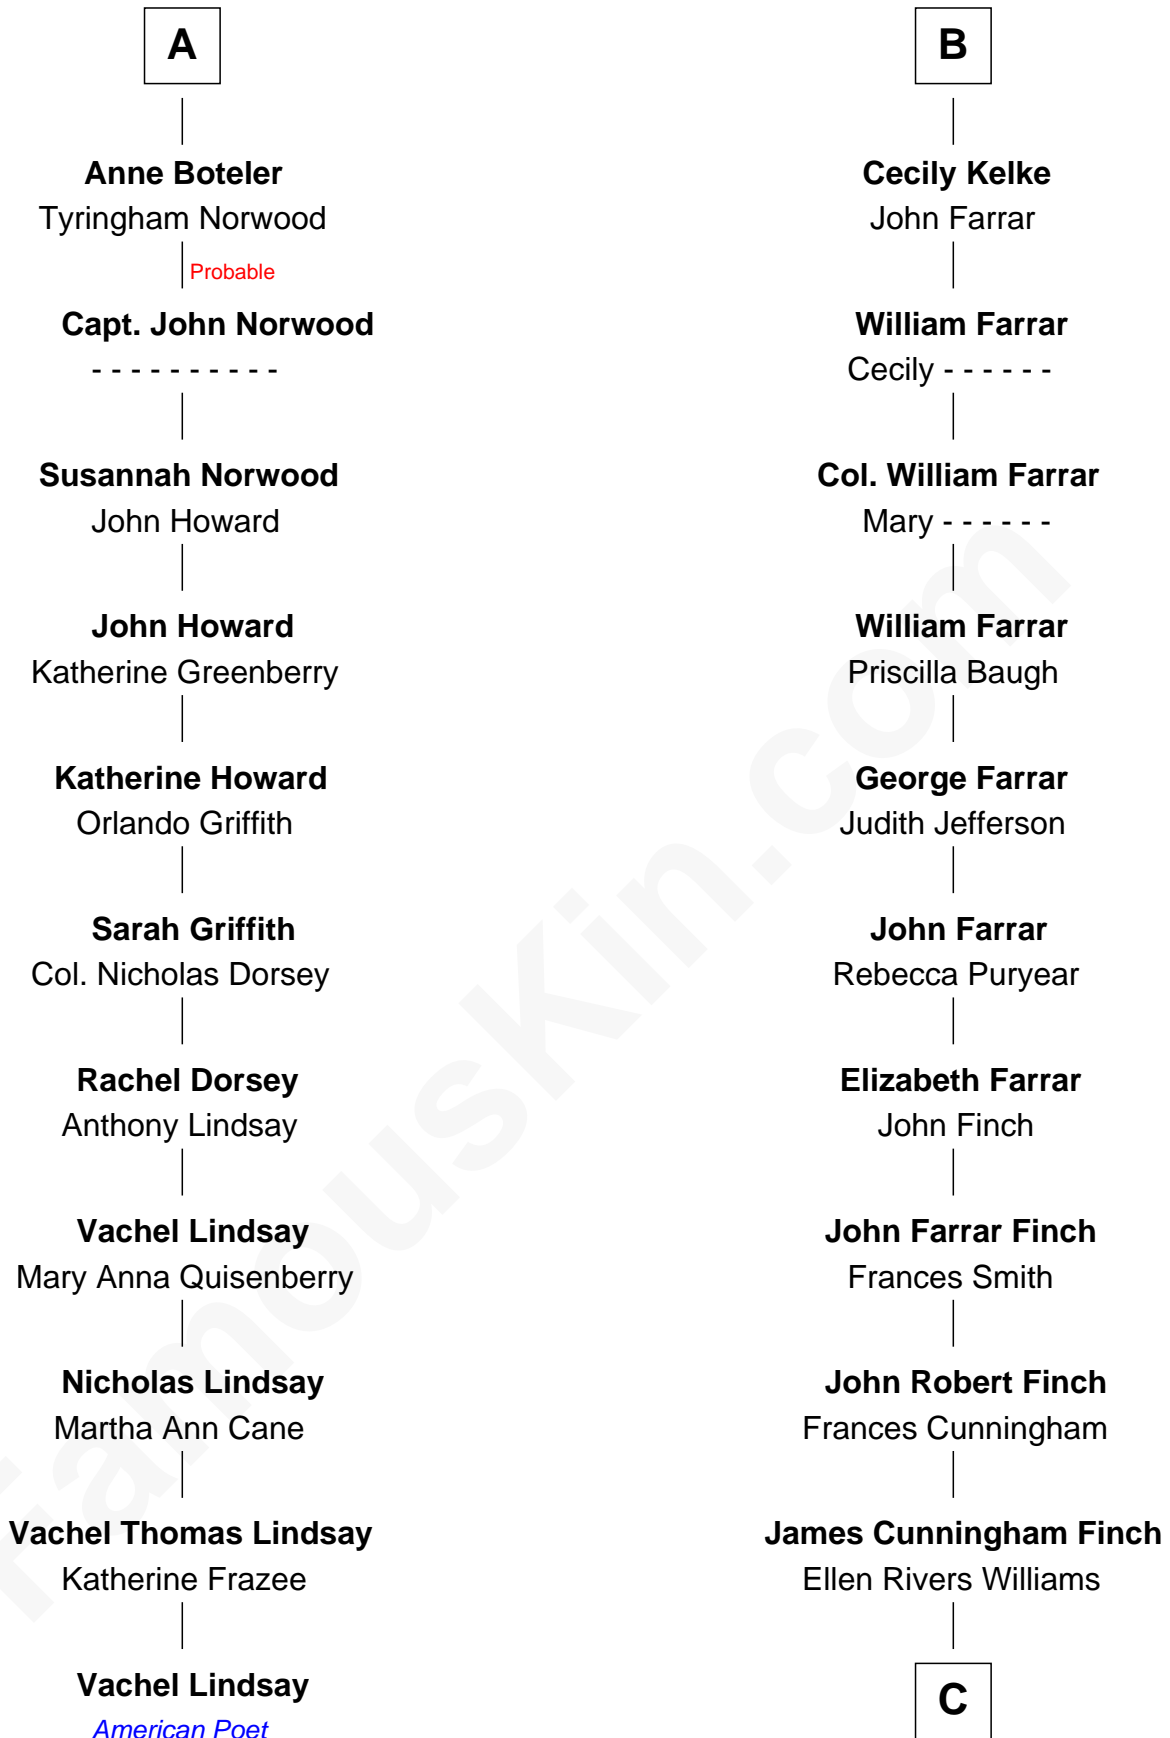 A
Anne Boteler
Tyringham Norwood
Probable
Capt. John Norwood
- - - - - - - - - -
Susannah Norwood
John Howard
John Howard
Katherine Greenberry
Katherine Howard
Orlando Griffith
Sarah Griffith
Col. Nicholas Dorsey
Rachel Dorsey
Anthony Lindsay
Vachel Lindsay
Mary Anna Quisenberry
Nicholas Lindsay
Martha Ann Cane
Vachel Thomas Lindsay
Katherine Frazee
Vachel Lindsay
American Poet
B
Cecily Kelke
John Farrar
William Farrar
Cecily - - - - - -
Col. William Farrar
Mary - - - - - -
William Farrar
Priscilla Baugh
George Farrar
Judith Jefferson
John Farrar
Rebecca Puryear
Elizabeth Farrar
John Finch
John Farrar Finch
Frances Smith
John Robert Finch
Frances Cunningham
James Cunningham Finch
Ellen Rivers Williams
C
FamousKin.com